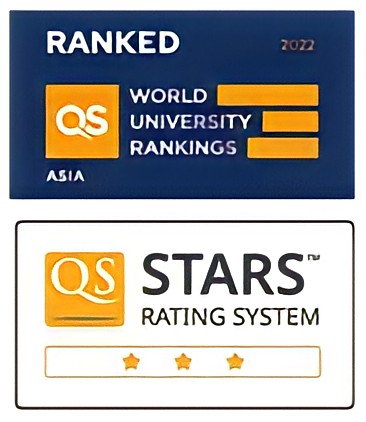 RANKED
2022
QS
WORLD
UNIVERSITY
RANKINGS
ASIA
QS
STARS™
RATING SYSTEM